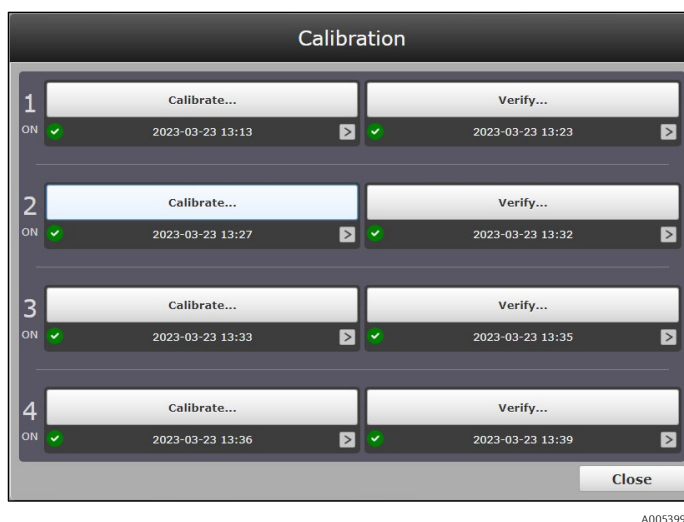 Calibration
1
ON
Calibrate...
Verify...
2023-03-23 13:13
2023-03-23 13:23
2
ON
Calibrate...
Verify...
2023-03-23 13:27
2023-03-23 13:32
3
ON
Calibrate...
Verify...
2023-03-23 13:33
2023-03-23 13:35
4
ON
Calibrate...
Verify...
2023-03-23 13:36
2023-03-23 13:39
Close
A005399